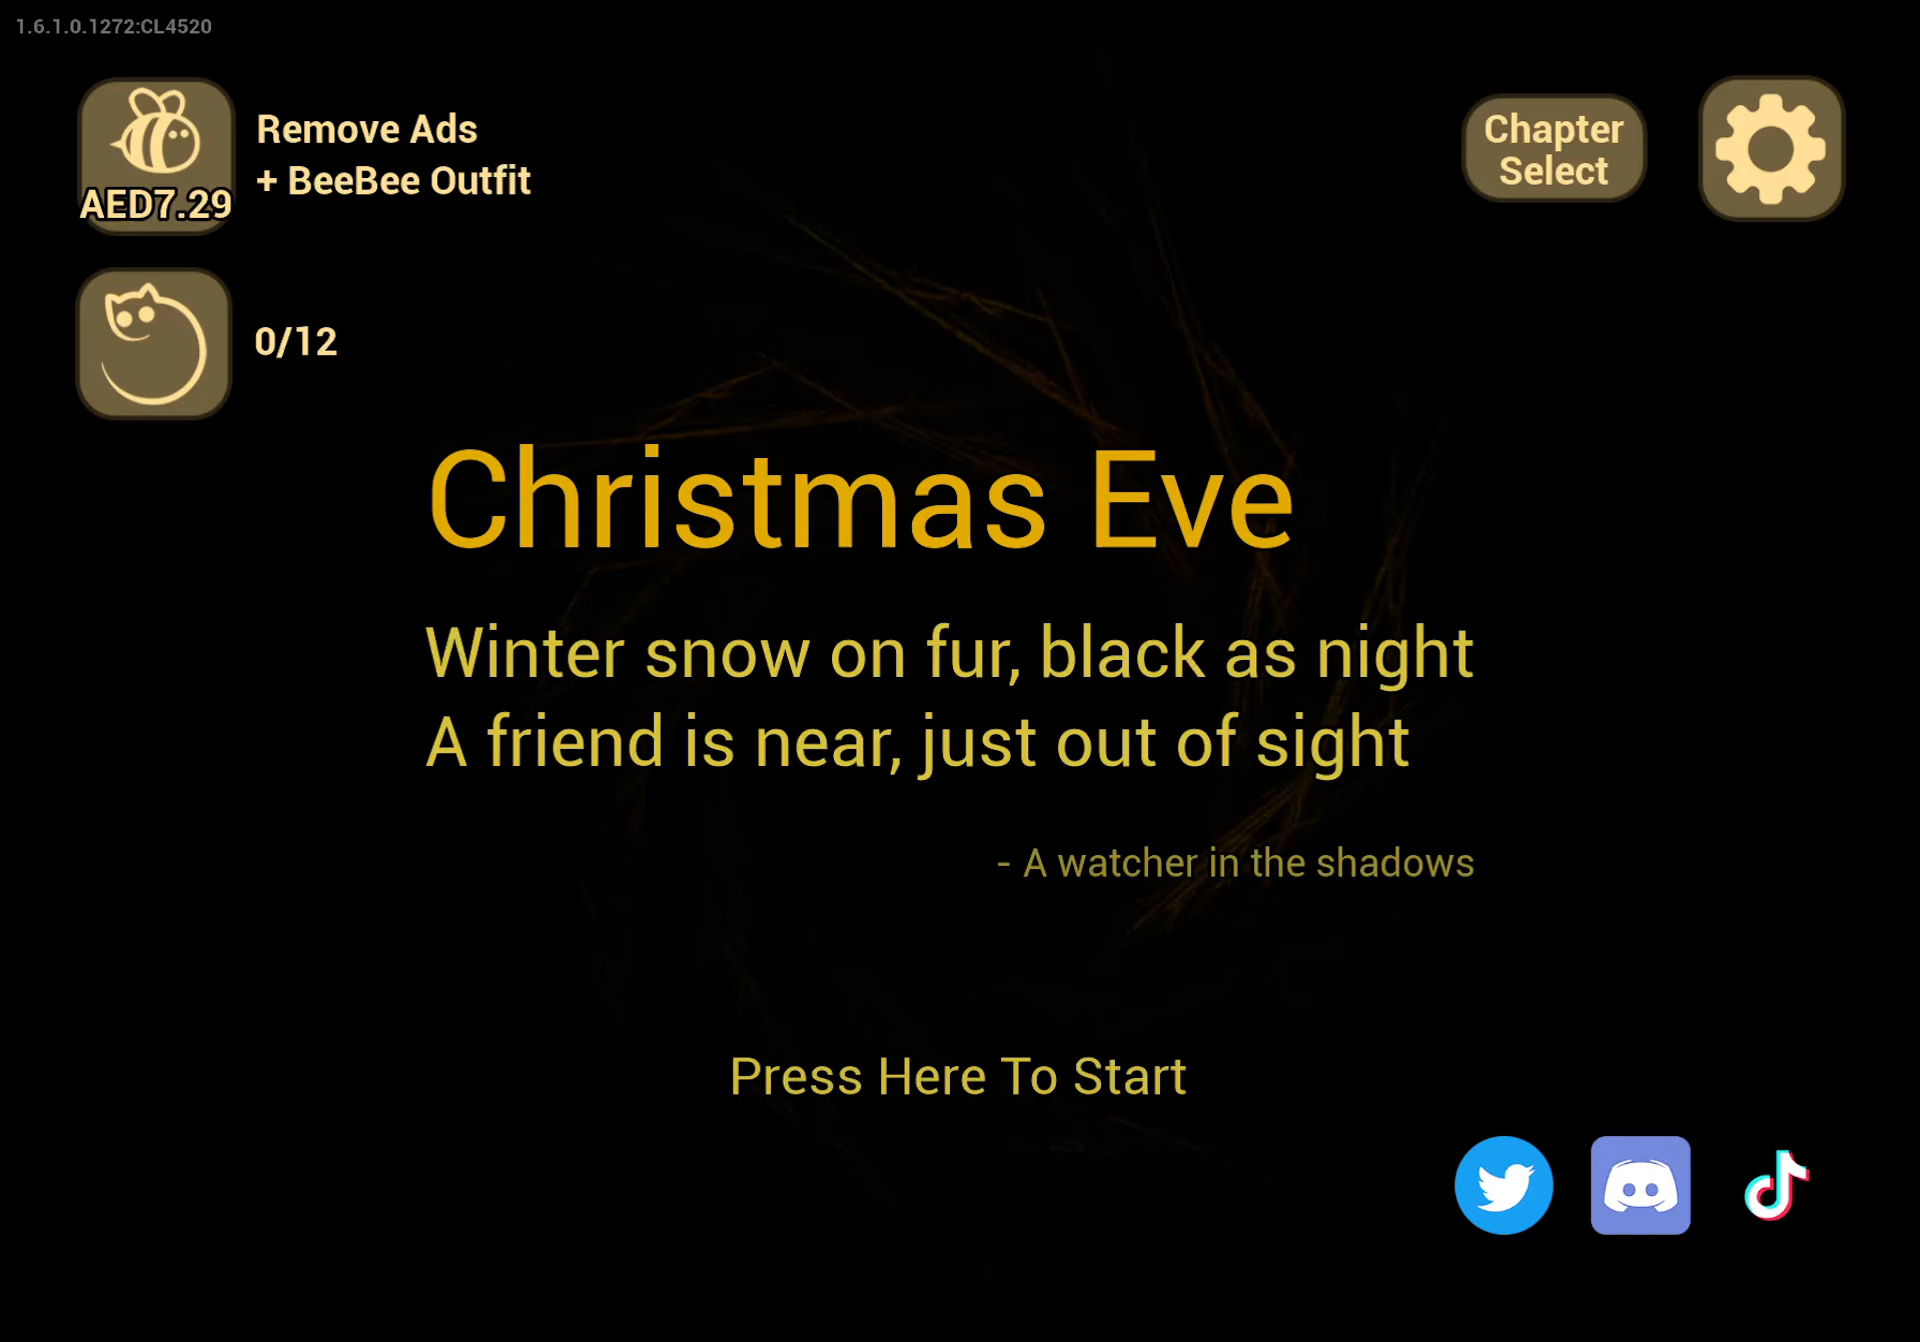 1.6.1.0.1272:CL4520
Remove Ads
+ BeeBee Outfit
AED7.29
Chapter
Select
0/12
Christmas Eve
Winter snow on fur, black as night
A friend is near, just out of sight
- A watcher in the shadows
Press Here To Start